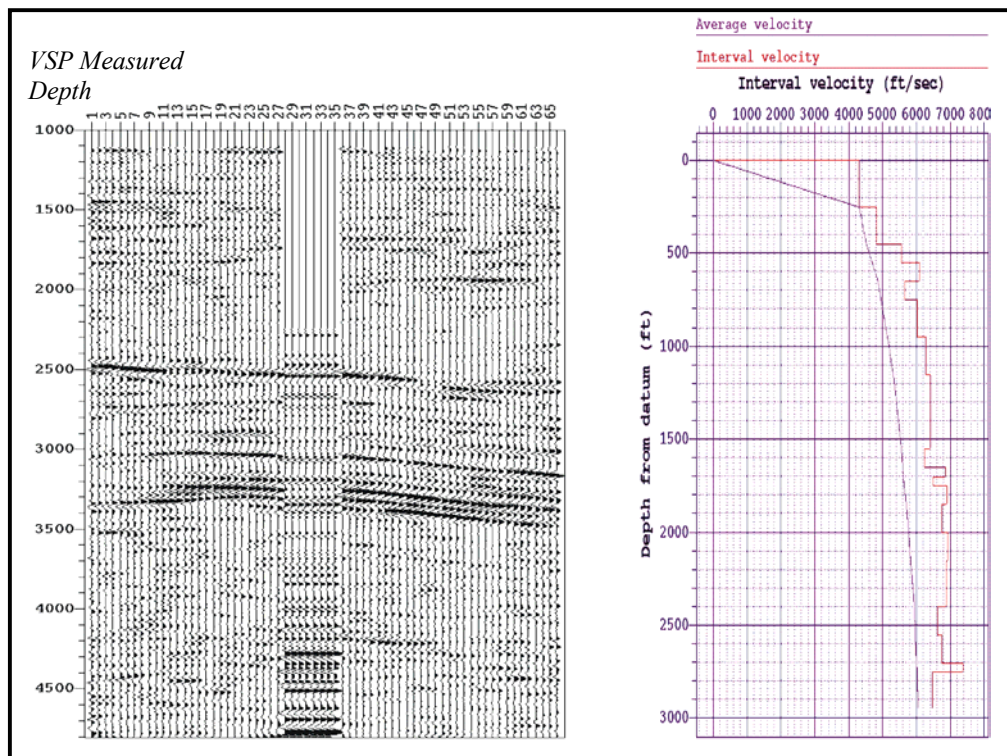 VSP Measured
Depth
1 3 5 7 9 11 13 15 17 19 21 23 25 27 29 31 33 35 37 39 41 43 45 47 49 51 53 55 57 59 61 63 65
1000
1500
2000
2500
3000
3500
4000
4500
Average velocity
Interval velocity
Interval velocity (ft/sec)
0 1000 2000 3000 4000 5000 6000 7000 800
0
500
1000
1500
2000
2500
3000
Depth from datum (ft)